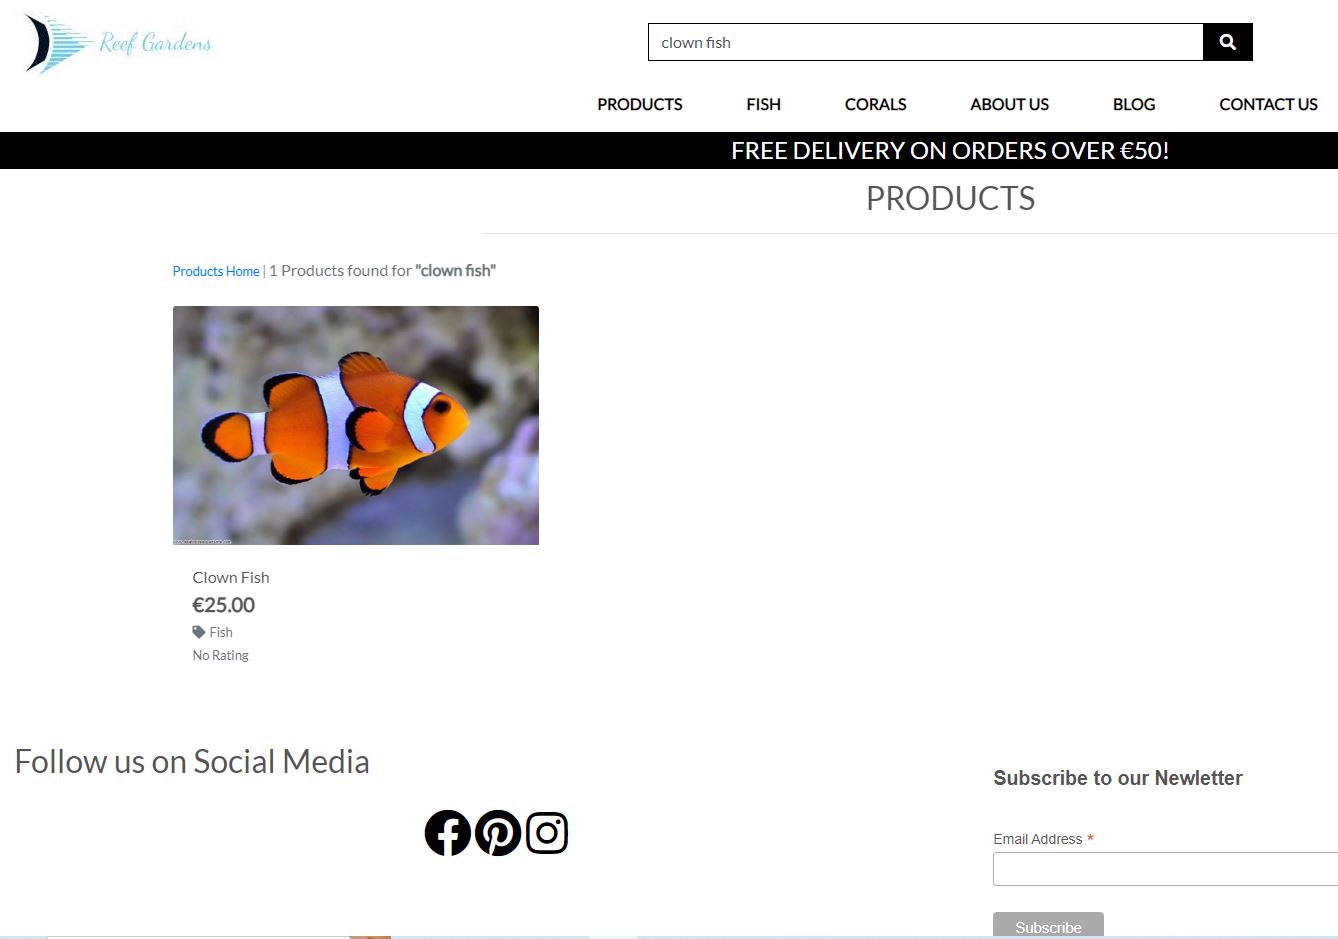 Reef Gardens
clown fish
PRODUCTS FISH CORALS ABOUT US BLOG CONTACT US
FREE DELIVERY ON ORDERS OVER €50!
PRODUCTS
Products Home | 1 Products found for "clown fish"
Clown Fish
€25.00
Fish
No Rating
Follow us on Social Media
Subscribe to our Newletter
Email Address *
Subscribe